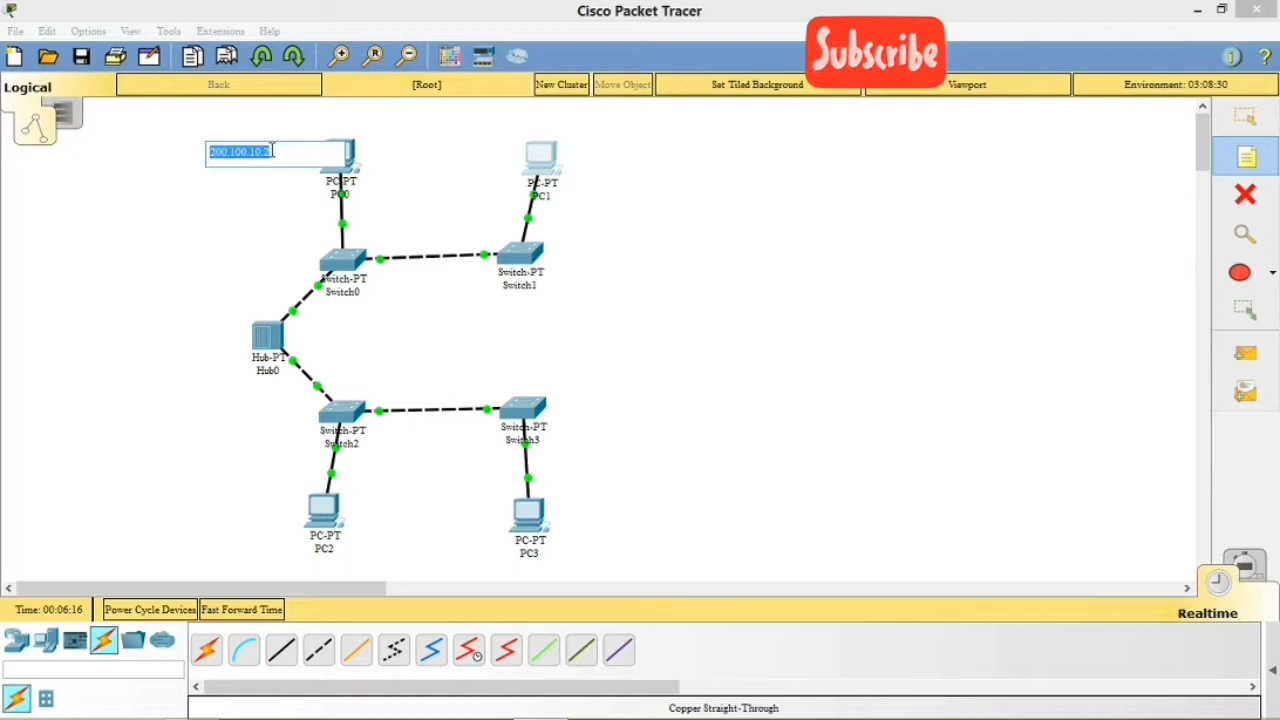 Cisco Packet Tracer
File Edit Options View Tools Extensions Help
Subscribe
Logical Back [Root] New Cluster Move Object Set Tiled Background Viewport Environment: 03:08:30
200.100.10.2
PC-PT
PC0
PC-PT
PC1
Switch-PT
Switch0
Switch-PT
Switch1
Hub-PT
Hub0
Switch-PT
Switch2
Switch-PT
Switch3
PC-PT
PC2
PC-PT
PC3
Time: 00:06:16 Power Cycle Devices Fast Forward Time
Realtime
Copper Straight-Through